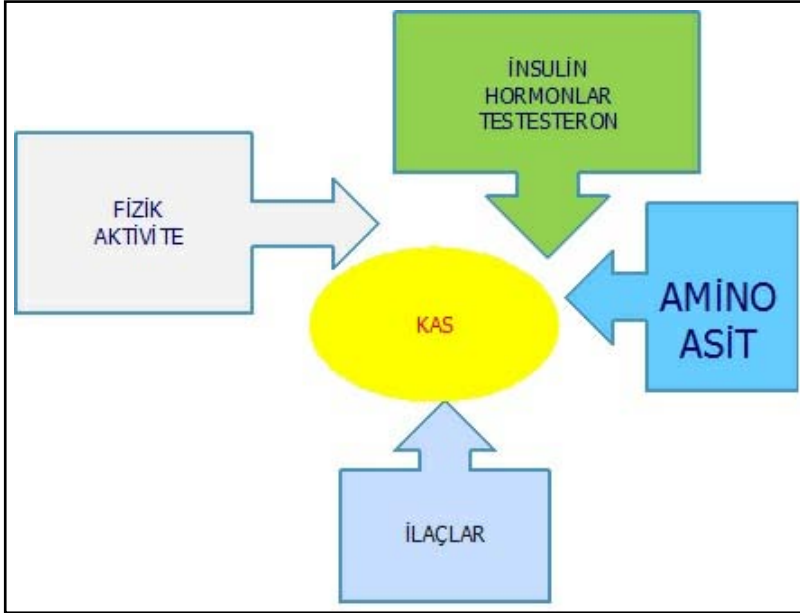 İNSULİN
HORMONLAR
TESTESTERON
FİZİK
AKTİVİTE
AMİNO
ASİT
KAS
İLAÇLAR